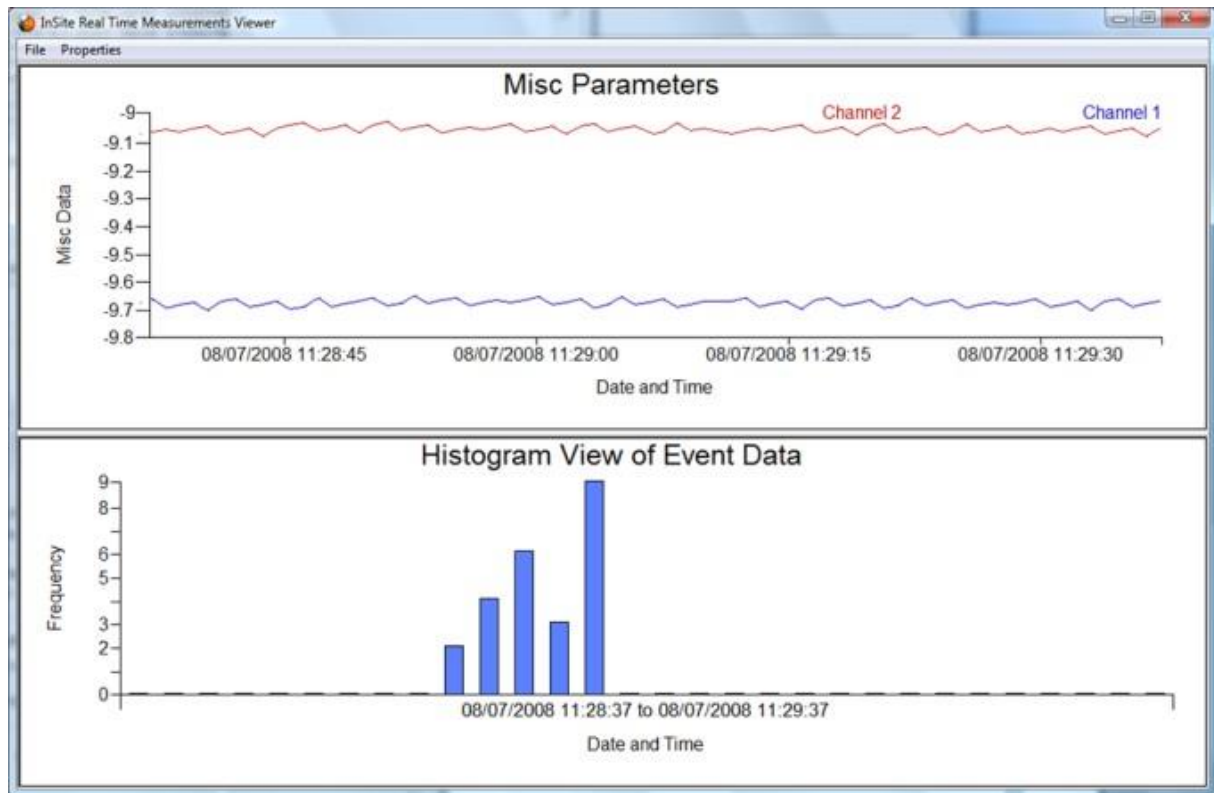 InSite Real Time Measurements Viewer
File Properties
Misc Parameters
Channel 2 Channel 1
-9
-9.1
-9.2
-9.3
-9.4
-9.5
-9.6
-9.7
-9.8
Misc Data
08/07/2008 11:28:45 08/07/2008 11:29:00 08/07/2008 11:29:15 08/07/2008 11:29:30
Date and Time
Histogram View of Event Data
9
8
6
5
3
2
0
Frequency
08/07/2008 11:28:37 to 08/07/2008 11:29:37
Date and Time